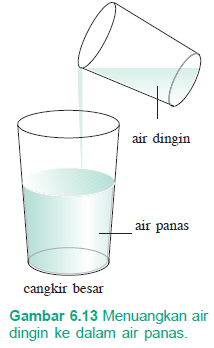 air dingin
air panas
cangkir besar
Gambar 6.13 Menuangkan air
dingin ke dalam air panas.